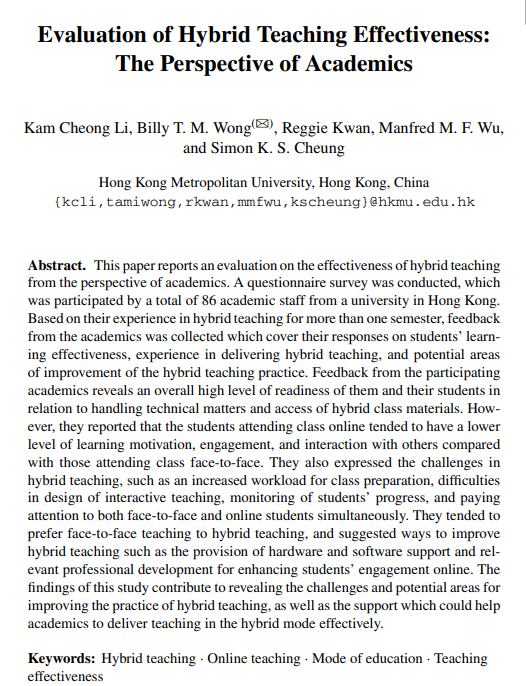 Evaluation of Hybrid Teaching Effectiveness:
The Perspective of Academics
Kam Cheong Li, Billy T. M. Wong(✉), Reggie Kwan, Manfred M. F. Wu,
and Simon K. S. Cheung
Hong Kong Metropolitan University, Hong Kong, China
{kcli,tamiwong,rkwan,mmfwu,kscheung}@hkmu.edu.hk
Abstract. This paper reports an evaluation on the effectiveness of hybrid teaching
from the perspective of academics. A questionnaire survey was conducted, which
was participated by a total of 86 academic staff from a university in Hong Kong.
Based on their experience in hybrid teaching for more than one semester, feedback
from the academics was collected which cover their responses on students' learn-
ing effectiveness, experience in delivering hybrid teaching, and potential areas
of improvement of the hybrid teaching practice. Feedback from the participating
academics reveals an overall high level of readiness of them and their students in
relation to handling technical matters and access of hybrid class materials. How-
ever, they reported that the students attending class online tended to have a lower
level of learning motivation, engagement, and interaction with others compared
with those attending class face-to-face. They also expressed the challenges in
hybrid teaching, such as an increased workload for class preparation, difficulties
in design of interactive teaching, monitoring of students' progress, and paying
attention to both face-to-face and online students simultaneously. They tended to
prefer face-to-face teaching to hybrid teaching, and suggested ways to improve
hybrid teaching such as the provision of hardware and software support and rel-
evant professional development for enhancing students' engagement online. The
findings of this study contribute to revealing the challenges and potential areas for
improving the practice of hybrid teaching, as well as the support which could help
academics to deliver teaching in the hybrid mode effectively.
Keywords: Hybrid teaching · Online teaching · Mode of education · Teaching
effectiveness